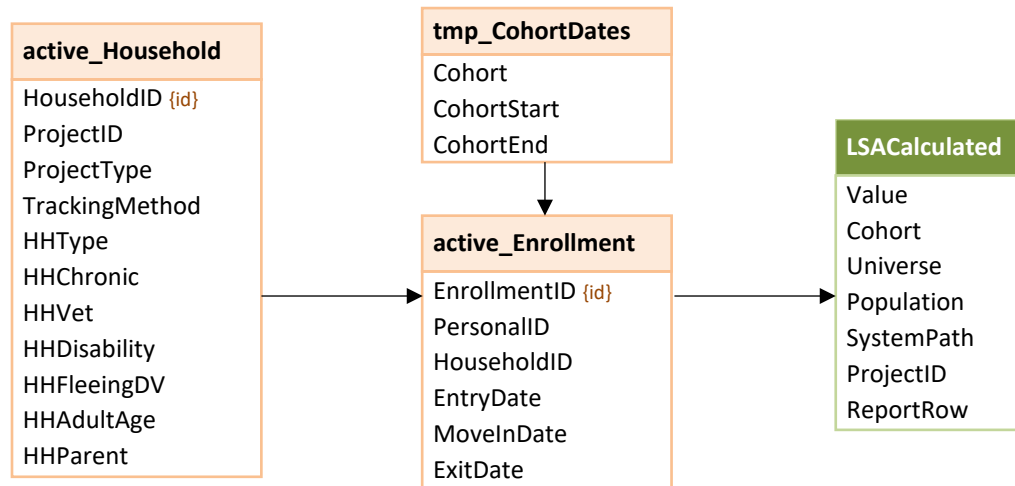 active_Household
HouseholdID {id}
ProjectID
ProjectType
TrackingMethod
HHType
HHChronic
HHVet
HHDisability
HHFleeingDV
HHAdultAge
HHParent
tmp_CohortDates
Cohort
CohortStart
CohortEnd
active_Enrollment
EnrollmentID {id}
PersonalID
HouseholdID
EntryDate
MoveInDate
ExitDate
LSACalculated
Value
Cohort
Universe
Population
SystemPath
ProjectID
ReportRow